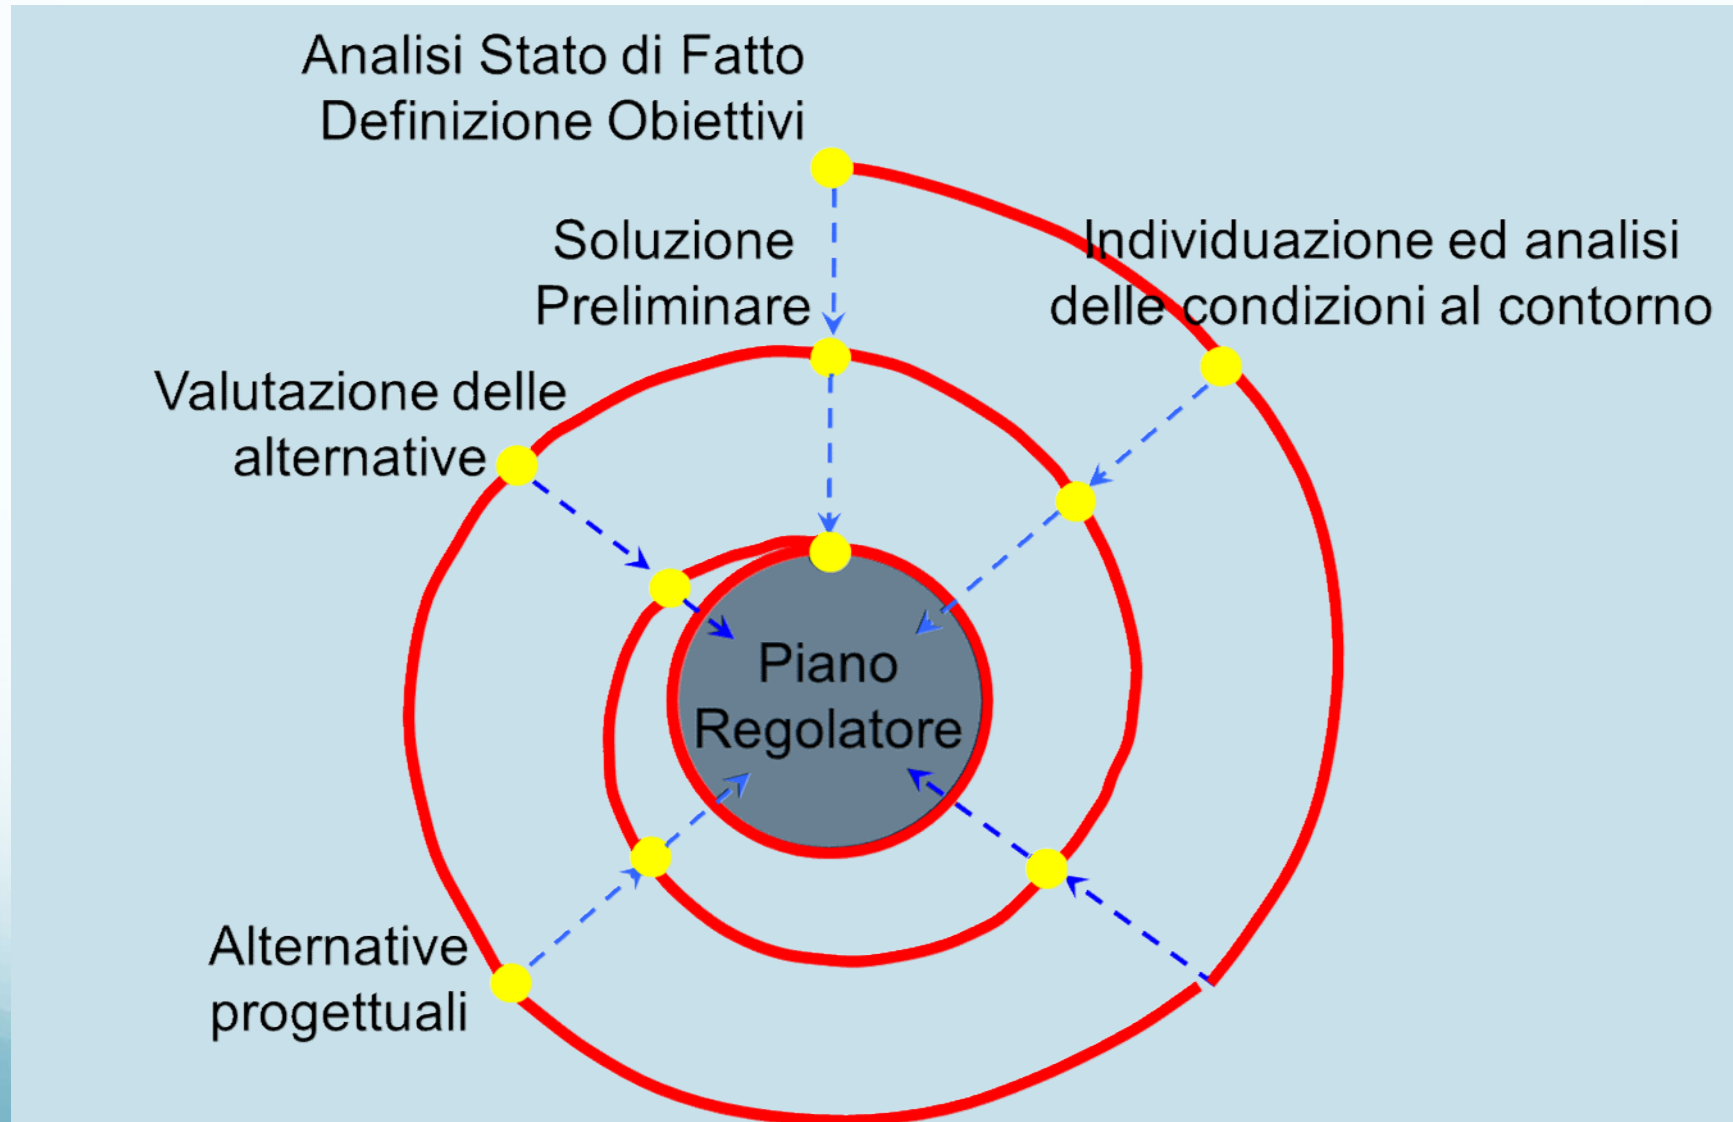 Analisi Stato di Fatto
Definizione Obiettivi
Soluzione
Preliminare
Individuazione ed analisi
delle condizioni al contorno
Valutazione delle
alternative
Piano
Regolatore
Alternative
progettuali